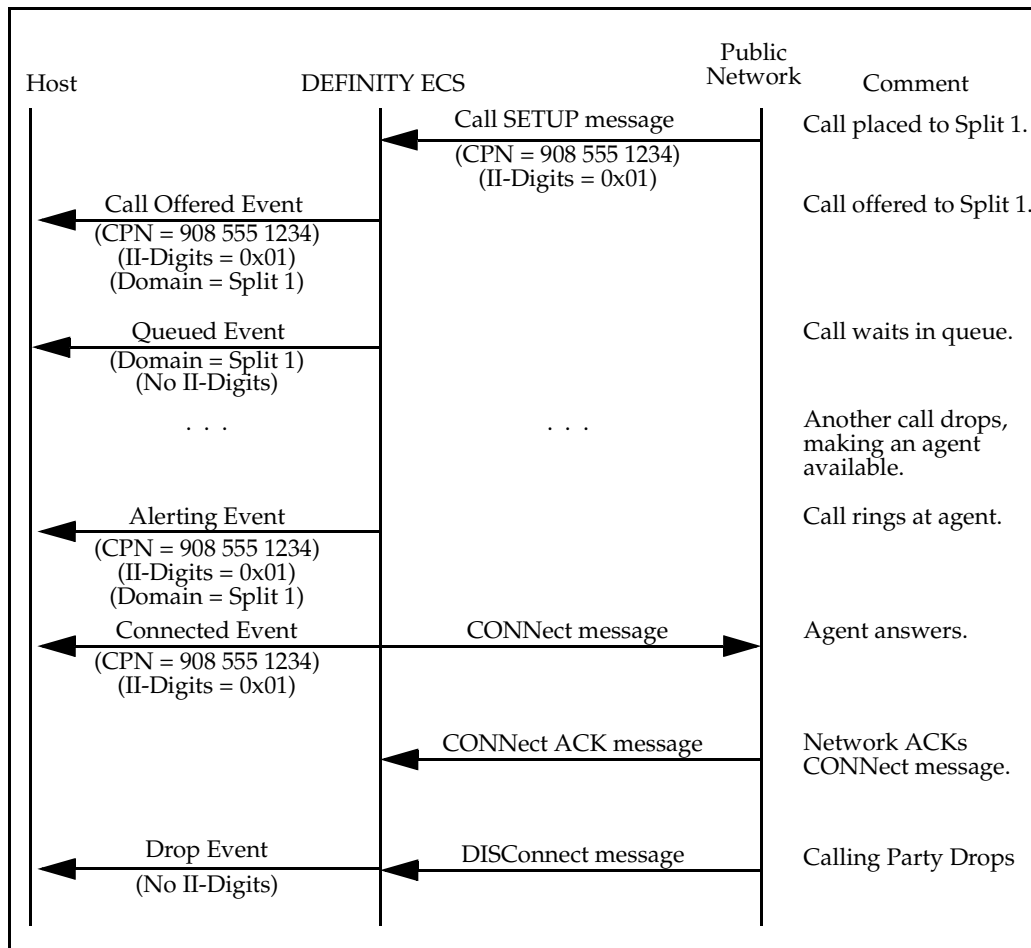 Host
DEFINITY ECS
Public
Network
Comment
Call SETUP message
(CPN = 908 555 1234)
(II-Digits = 0x01)
Call placed to Split 1.
Call Offered Event
(CPN = 908 555 1234)
(II-Digits = 0x01)
(Domain = Split 1)
Call offered to Split 1.
Queued Event
(Domain = Split 1)
(No II-Digits)
Call waits in queue.
. . .
. . .
Another call drops,
making an agent
available.
Alerting Event
(CPN = 908 555 1234)
(II-Digits = 0x01)
(Domain = Split 1)
Call rings at agent.
Connected Event
(CPN = 908 555 1234)
(II-Digits = 0x01)
CONNect message
Agent answers.
CONNect ACK message
Network ACKs
CONNect message.
Drop Event
(No II-Digits)
DISConnect message
Calling Party Drops